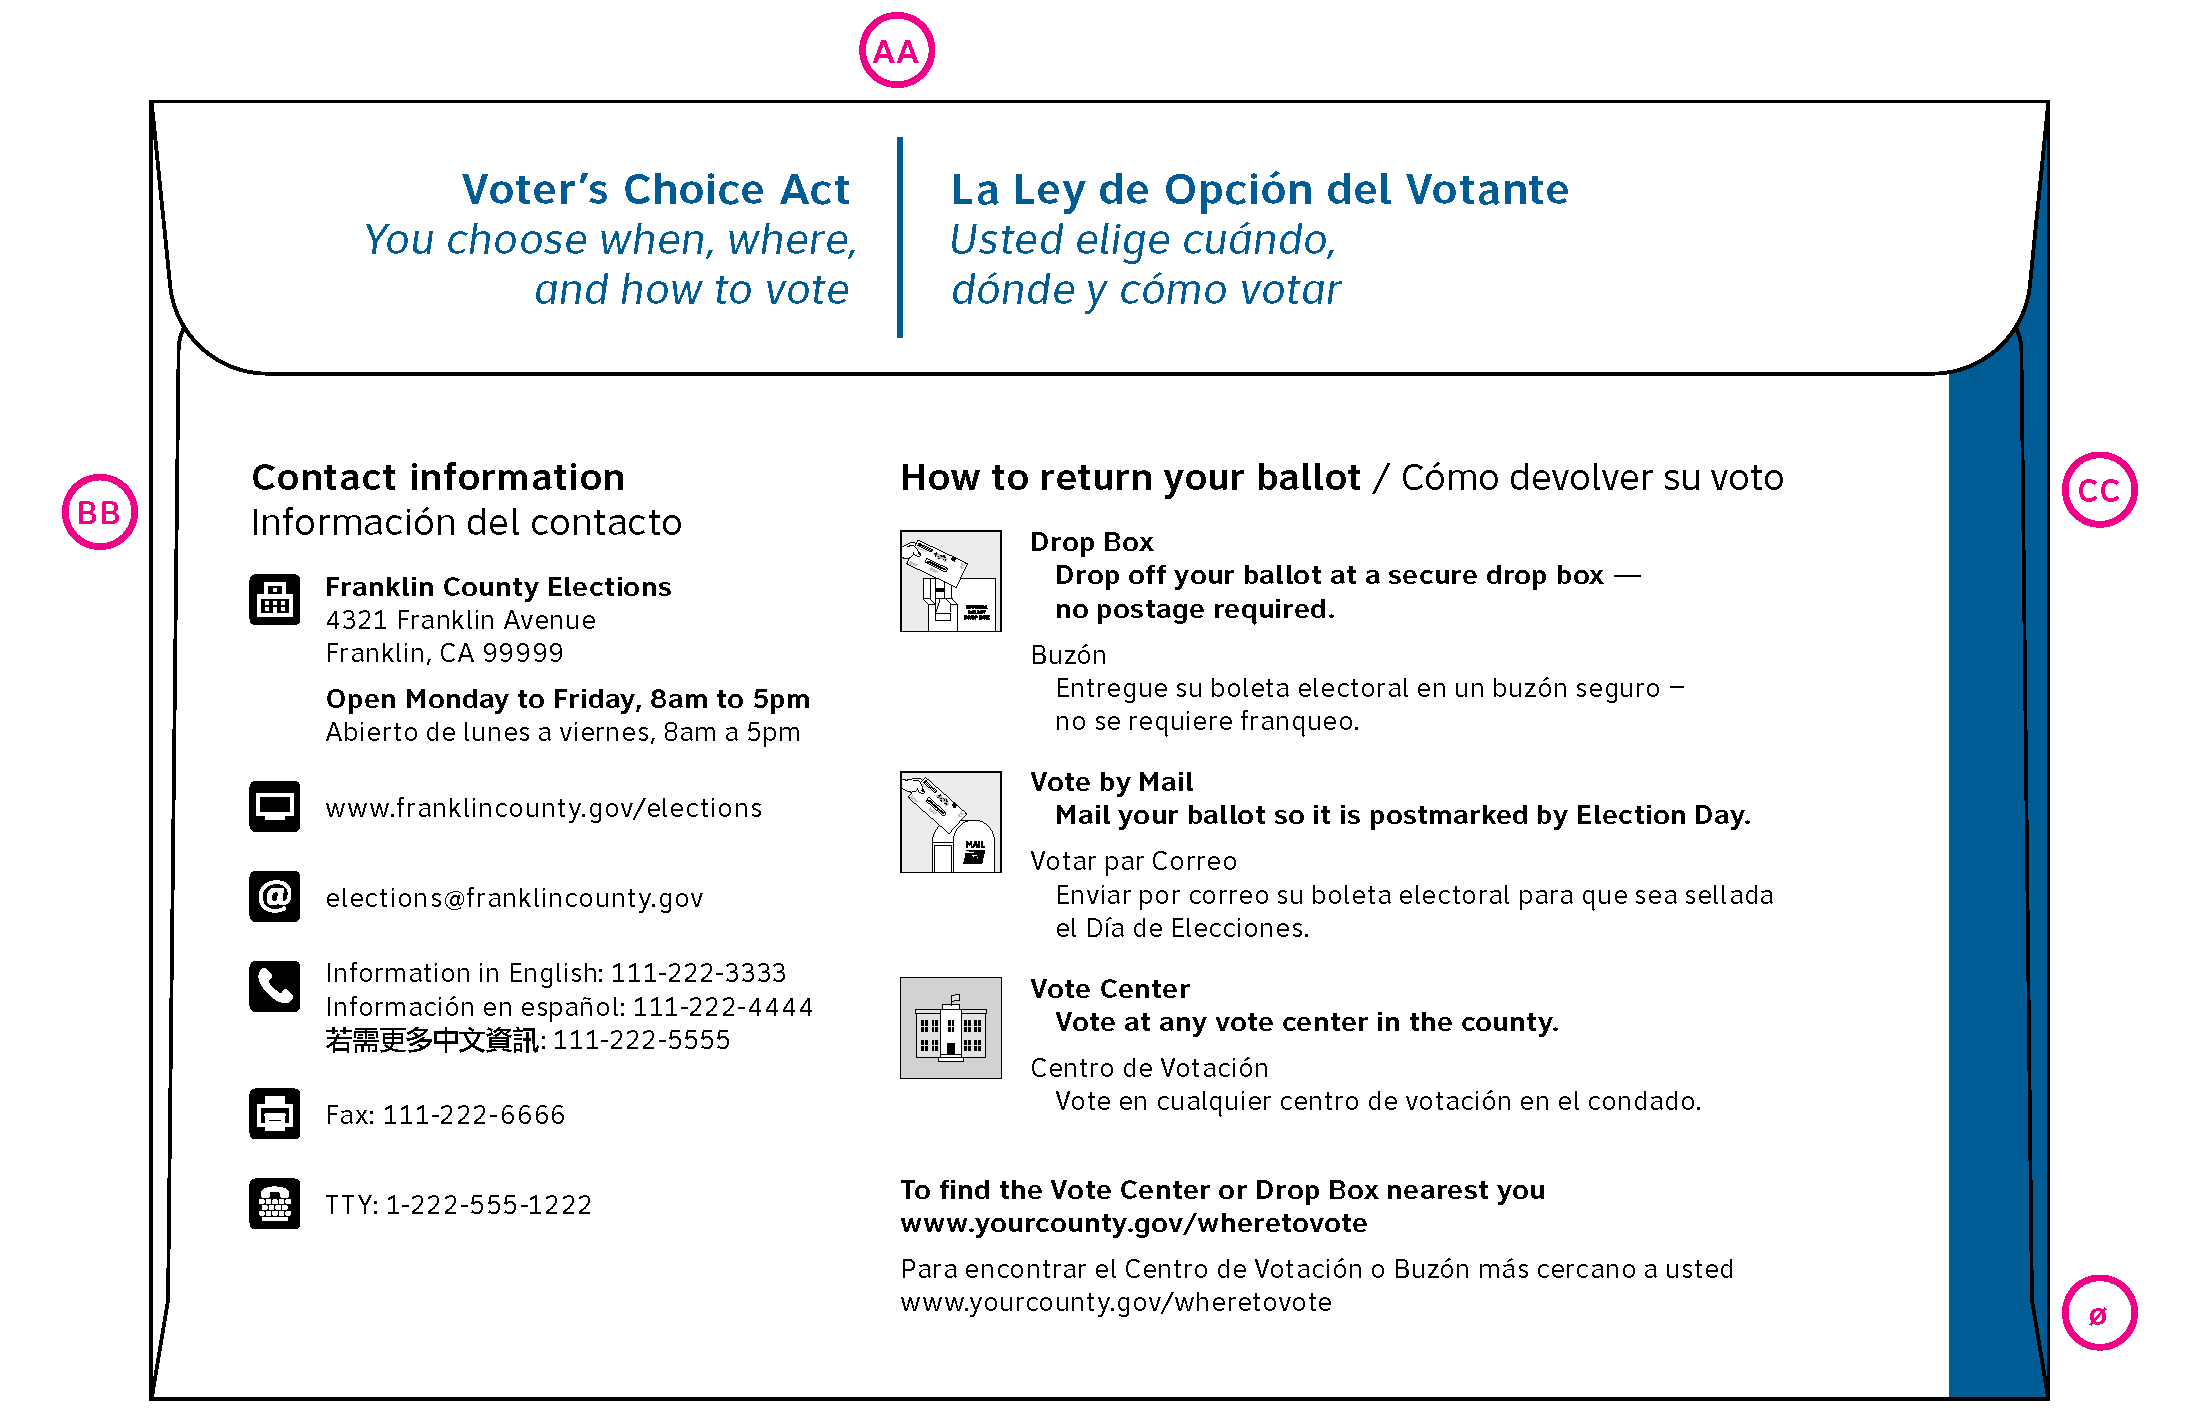 AA
Voter’s Choice Act
You choose when, where,
and how to vote
La Ley de Opción del Votante
Usted elige cuándo,
dónde y cómo votar
BB
Contact information
Información del contacto
Franklin County Elections
4321 Franklin Avenue
Franklin, CA 99999
Open Monday to Friday, 8am to 5pm
Abierto de lunes a viernes, 8am a 5pm
www.franklincounty.gov/elections
@
elections@franklincounty.gov
Information in English: 111-222-3333
Información en español: 111-222-4444
若需更多中文資訊: 111-222-5555
Fax: 111-222-6666
TTY: 1-222-555-1222
CC
How to return your ballot / Cómo devolver su voto
Drop Box
Drop off your ballot at a secure drop box —
no postage required.
Buzón
Entregue su boleta electoral en un buzón seguro –
no se requiere franqueo.
BALLOT
DROP BOX
Vote by Mail
Mail your ballot so it is postmarked by Election Day.
Votar par Correo
Enviar por correo su boleta electoral para que sea sellada
el Día de Elecciones.
MAIL
Vote Center
Vote at any vote center in the county.
Centro de Votación
Vote en cualquier centro de votación en el condado.
To find the Vote Center or Drop Box nearest you
www.yourcounty.gov/wheretovote
Para encontrar el Centro de Votación o Buzón más cercano a usted
www.yourcounty.gov/wheretovote
ø